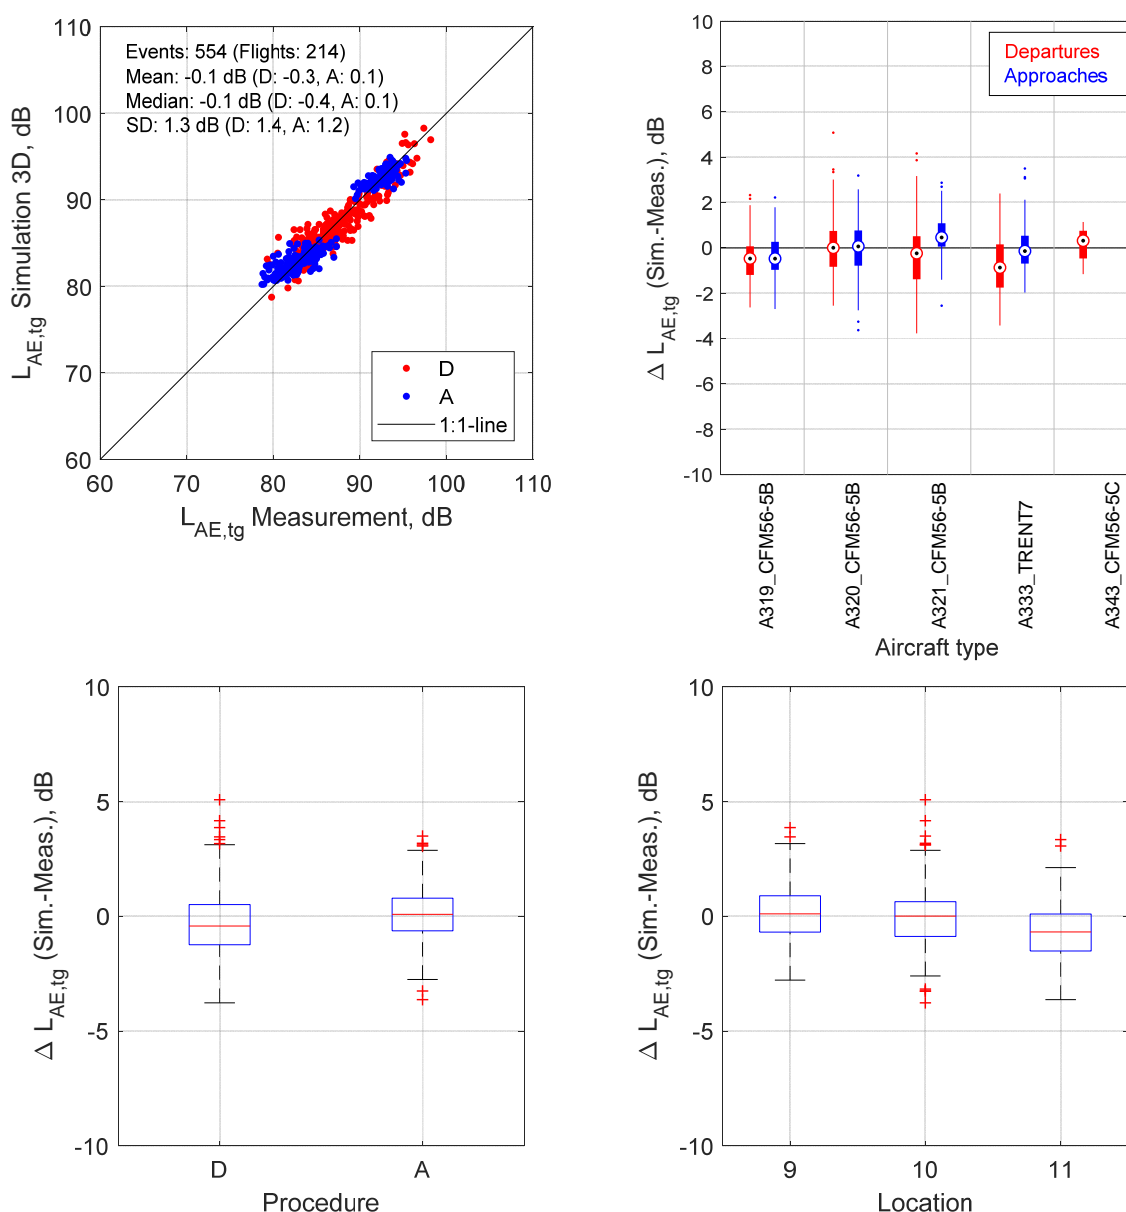 Events: 554 (Flights: 214)
Mean: -0.1 dB (D: -0.3, A: 0.1)
Median: -0.1 dB (D: -0.4, A: 0.1)
SD: 1.3 dB (D: 1.4, A: 1.2)
110
100
90
80
70
60
60 70 80 90 100 110
L_AE,tg Simulation 3D, dB
L_AE,tg Measurement, dB
D
A
1:1-line
Departures
Approaches
10
8
6
4
2
0
-2
-4
-6
-8
-10
Δ L_AE,tg (Sim.-Meas.), dB
A319_CFM56-5B
A320_CFM56-5B
A321_CFM56-5B
A333_TRENT7
A343_CFM56-5C
Aircraft type
10
5
0
-5
-10
Δ L_AE,tg (Sim.-Meas.), dB
D A
Procedure
10
5
0
-5
-10
Δ L_AE,tg (Sim.-Meas.), dB
9 10 11
Location